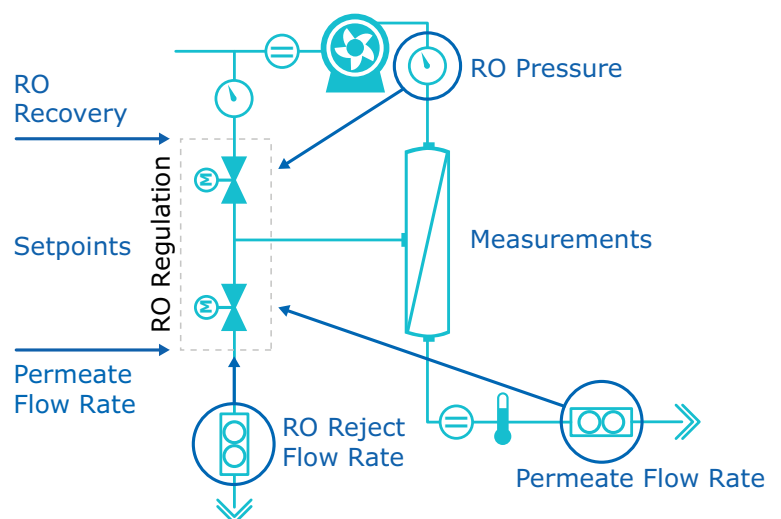 RO Pressure
RO
Recovery
M
RO Regulation
Setpoints
Measurements
M
Permeate
Flow Rate
RO Reject
Flow Rate
Permeate Flow Rate